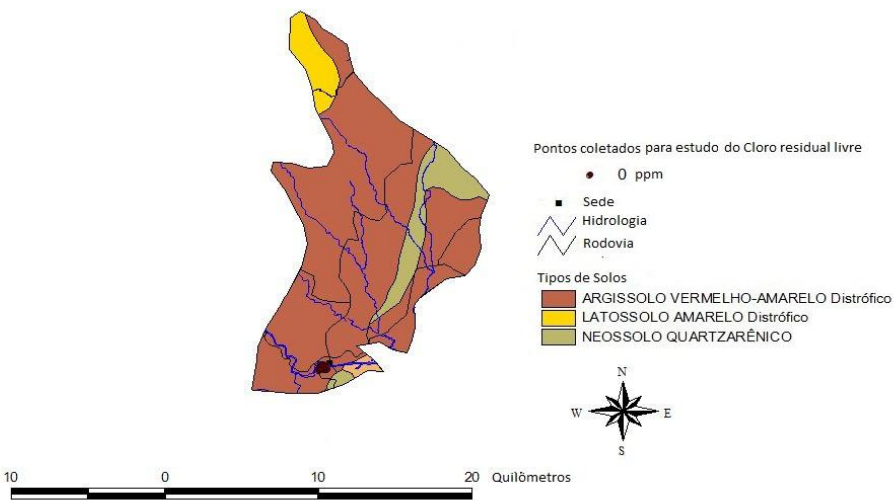 Pontos coletados para estudo do Cloro residual livre
0 ppm
Sede
Hidrologia
Rodovia
Tipos de Solos
ARGISSOLO VERMELHO-AMARELO Distrófico
LATOSSOLO AMARELO Distrófico
NEOSSOLO QUARTZARÊNICO
N
W E
S
10 0 10 20 Quilômetros